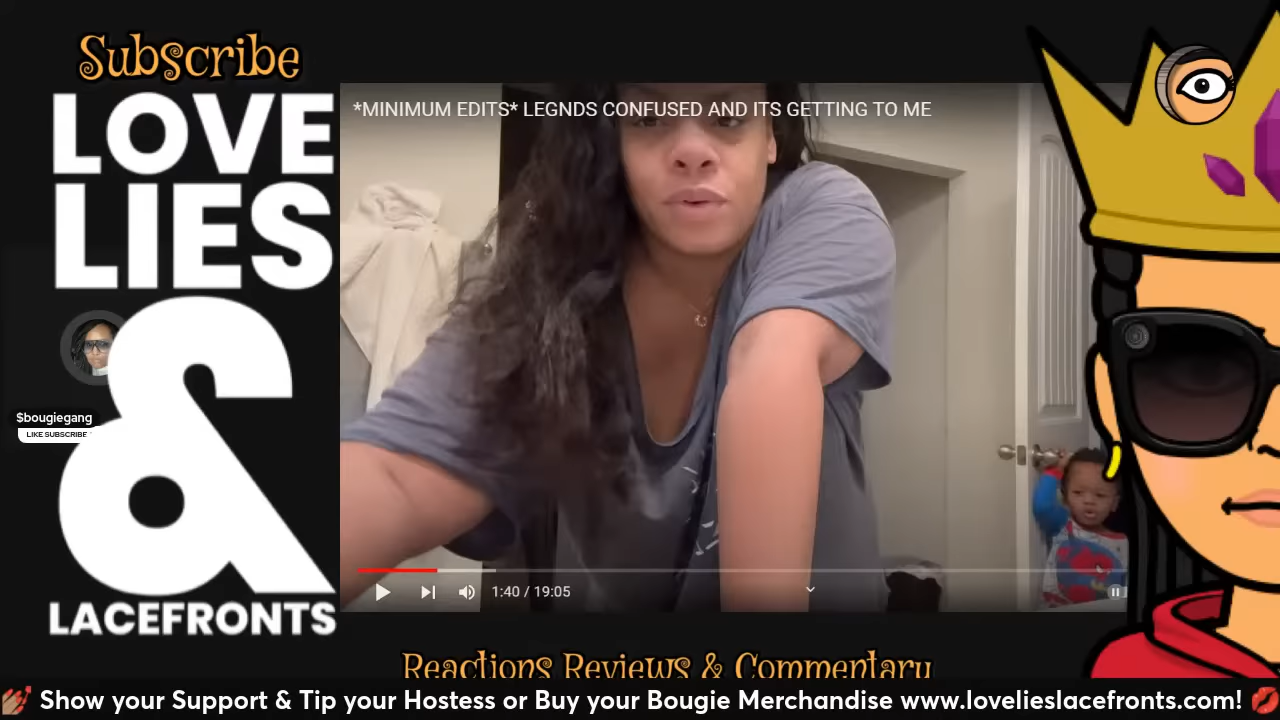 Subscribe
LOVE
LIES
&
LACEFRONTS
$bougiegang
LIKE SUBSCRIBE
*MINIMUM EDITS* LEGNDS CONFUSED AND ITS GETTING TO ME
1:40 / 19:05
Reactions Reviews & Commentary
Show your Support & Tip your Hostess or Buy your Bougie Merchandise www.lovelieslacefronts.com!